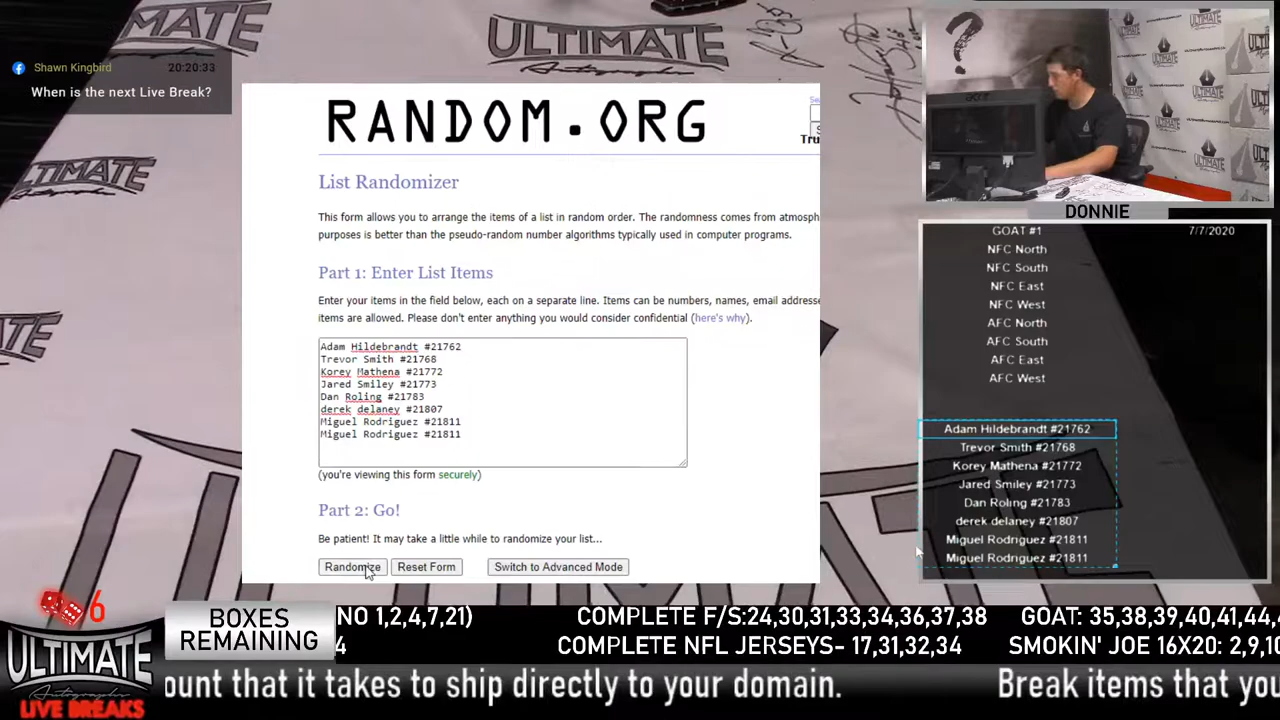 ULTIMATE
Shawn Kingbird 20:20:33
When is the next Live Break?
RANDOM.ORG
Tru
List Randomizer
This form allows you to arrange the items of a list in random order. The randomness comes from atmosph
purposes is better than the pseudo-random number algorithms typically used in computer programs.
Part 1: Enter List Items
Enter your items in the field below, each on a separate line. Items can be numbers, names, email addresse
items are allowed. Please don't enter anything you would consider confidential (here's why).
Adam Hildebrandt #21762
Trevor Smith #21768
Korey Mathena #21772
Jared Smiley #21773
Dan Roling #21783
derek delaney #21807
Miguel Rodriguez #21811
Miguel Rodriguez #21811
(you're viewing this form securely)
Part 2: Go!
Be patient! It may take a little while to randomize your list...
Randomize Reset Form Switch to Advanced Mode
DONNIE
GOAT #1 7/7/2020
NFC North
NFC South
NFC East
NFC West
AFC North
AFC South
AFC East
AFC West
Adam Hildebrandt #21762
Trevor Smith #21768
Korey Mathena #21772
Jared Smiley #21773
Dan Roling #21783
derek delaney #21807
Miguel Rodriguez #21811
Miguel Rodriguez #21811
6
ULTIMATE
Autographs
LIVE BREAKS
BOXES
REMAINING
NO 1,2,4,7,21) COMPLETE F/S:24,30,31,33,34,36,37,38 GOAT: 35,38,39,40,41,44,4
4 COMPLETE NFL JERSEYS- 17,31,32,34 SMOKIN' JOE 16X20: 2,9,10
ount that it takes to ship directly to your domain. Break items that you